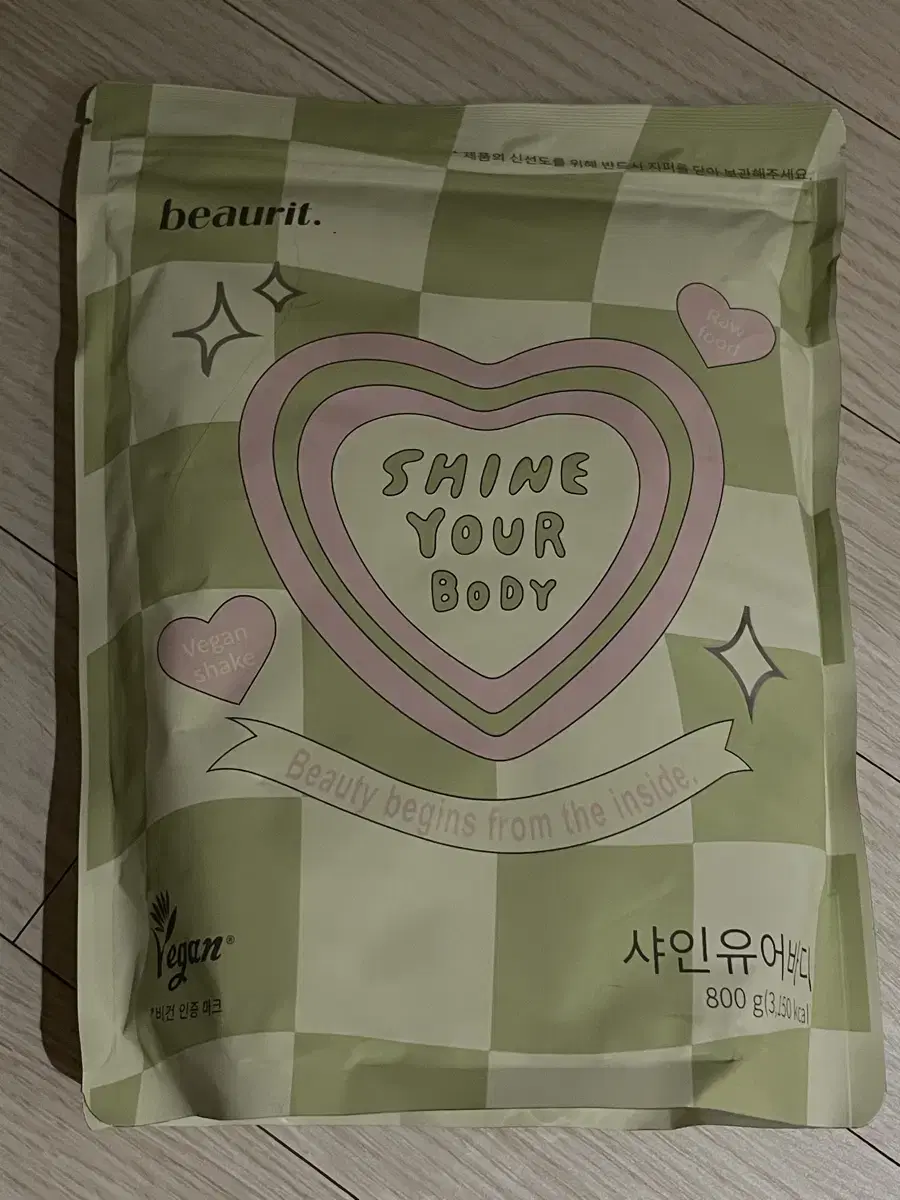 * 제품의 신선도를 위해 반드시 지퍼를 닫아 보관해주세요.
beaurit.
Raw
food
SHINE
YOUR
BODY
Vegan
shake
Beauty begins from the inside.
Vegan®
*비건 인증 마크
샤인유어바디
800 g(3,150 kcal